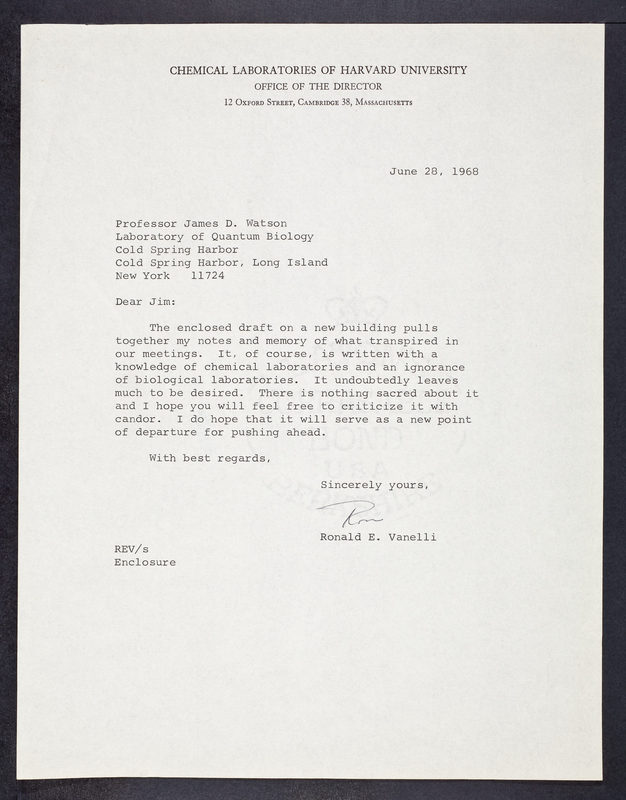 CHEMICAL LABORATORIES OF HARVARD UNIVERSITY
OFFICE OF THE DIRECTOR
12 OXFORD STREET, CAMBRIDGE 38, MASSACHUSETTS
June 28, 1968
Professor James D. Watson
Laboratory of Quantum Biology
Cold Spring Harbor
Cold Spring Harbor, Long Island
New York 11724
Dear Jim:
The enclosed draft on a new building pulls
together my notes and memory of what transpired in
our meetings. It, of course, is written with a
knowledge of chemical laboratories and an ignorance
of biological laboratories. It undoubtedly leaves
much to be desired. There is nothing sacred about it
and I hope you will feel free to criticize it with
candor. I do hope that it will serve as a new point
of departure for pushing ahead.
With best regards,
Sincerely yours,
Ron
Ronald E. Vanelli
REV/s
Enclosure